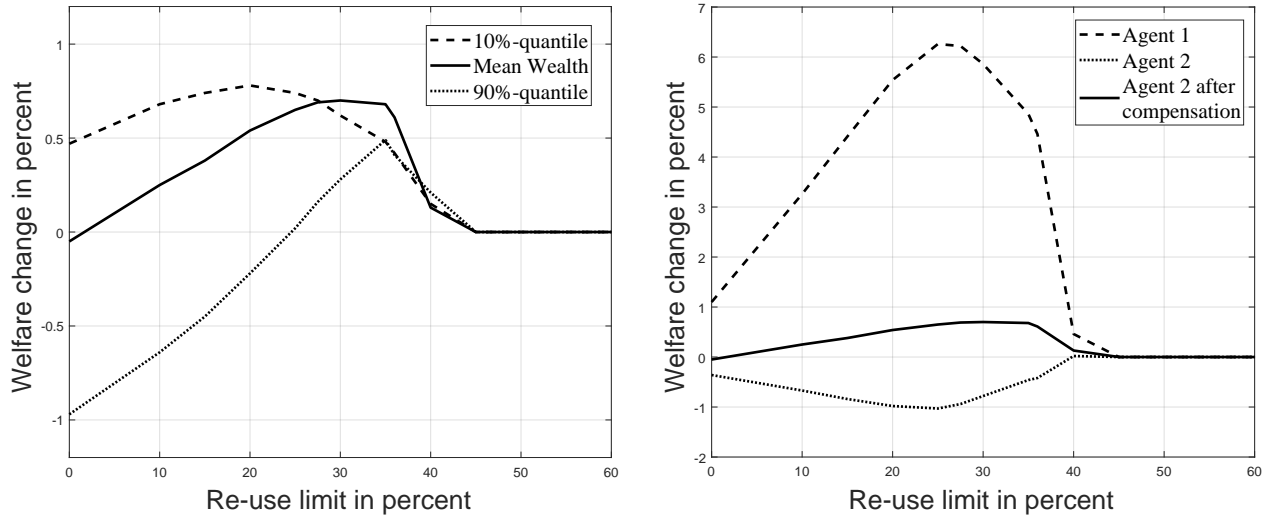 Welfare change in percent
1
0.5
0
-0.5
-1
10%-quantile
Mean Wealth
90%-quantile
0 10 20 30 40 50 60
Re-use limit in percent
Welfare change in percent
7
6
5
4
3
2
1
0
-1
-2
Agent 1
Agent 2
Agent 2 after
compensation
0 10 20 30 40 50 60
Re-use limit in percent